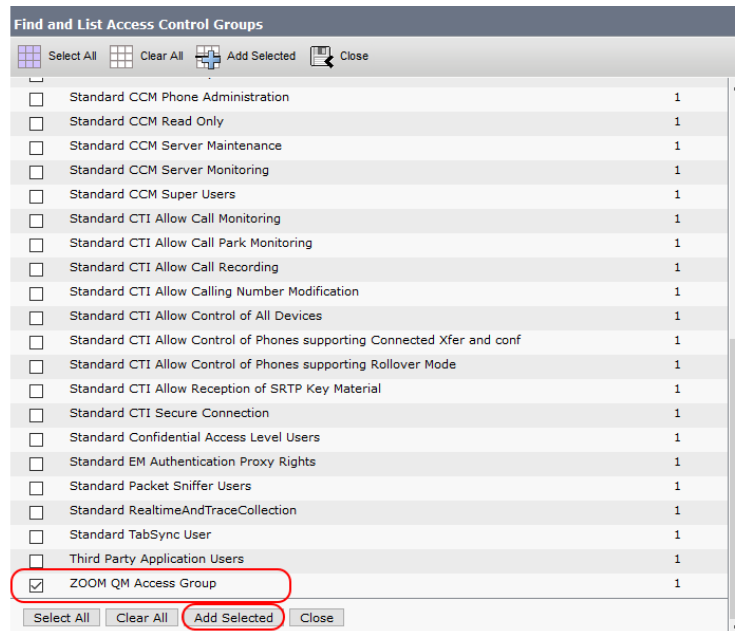 Find and List Access Control Groups
Select All Clear All Add Selected Close
Standard CCM Phone Administration 1
Standard CCM Read Only 1
Standard CCM Server Maintenance 1
Standard CCM Server Monitoring 1
Standard CCM Super Users 1
Standard CTI Allow Call Monitoring 1
Standard CTI Allow Call Park Monitoring 1
Standard CTI Allow Call Recording 1
Standard CTI Allow Calling Number Modification 1
Standard CTI Allow Control of All Devices 1
Standard CTI Allow Control of Phones supporting Connected Xfer and conf 1
Standard CTI Allow Control of Phones supporting Rollover Mode 1
Standard CTI Allow Reception of SRTP Key Material 1
Standard CTI Secure Connection 1
Standard Confidential Access Level Users 1
Standard EM Authentication Proxy Rights 1
Standard Packet Sniffer Users 1
Standard RealtimeAndTraceCollection 1
Standard TabSync User 1
Third Party Application Users 1
ZOOM QM Access Group 1
Select All Clear All Add Selected Close